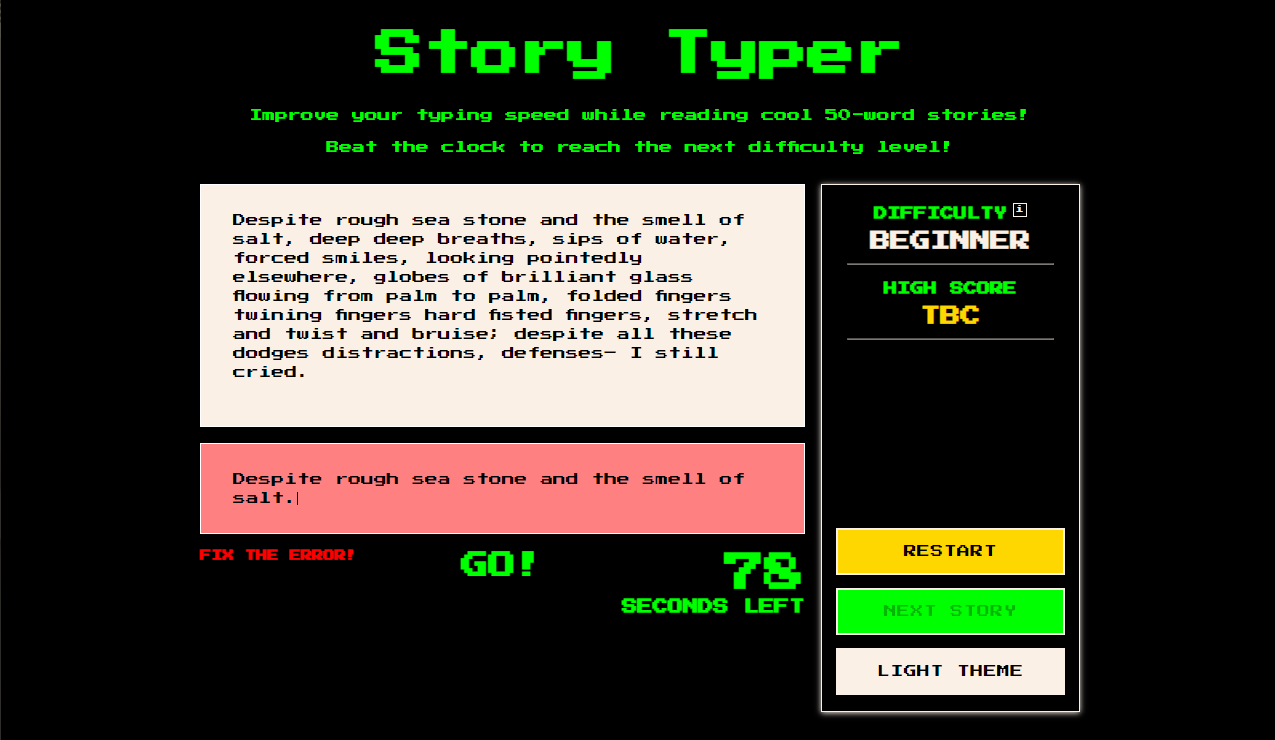 Story Typer
Improve your typing speed while reading cool 50-word stories!
Beat the clock to reach the next difficulty level!
Despite rough sea stone and the smell of
salt, deep deep breaths, sips of water,
forced smiles, looking pointedly
elsewhere, globes of brilliant glass
flowing from palm to palm, folded fingers
twining fingers hard fisted fingers, stretch
and twist and bruise; despite all these
dodges distractions, defenses— I still
cried.
Despite rough sea stone and the smell of
salt.
FIX THE ERROR!
GO!
78
SECONDS LEFT
DIFFICULTY i
BEGINNER
HIGH SCORE
TBC
RESTART
NEXT STORY
LIGHT THEME